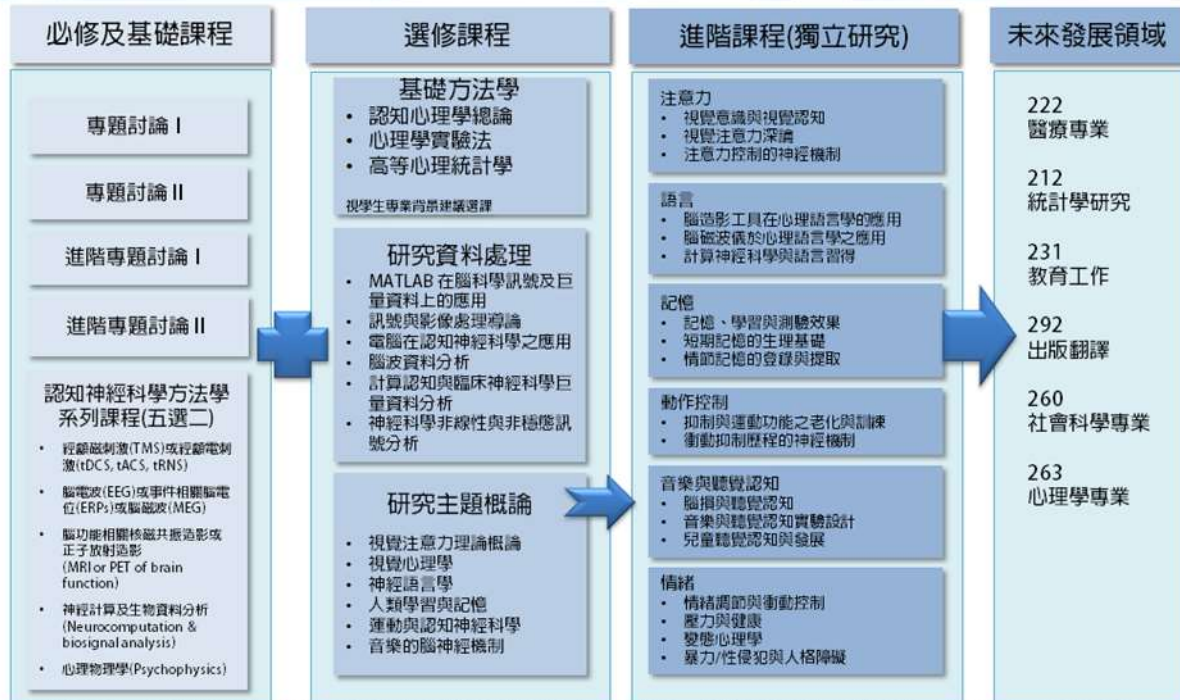 必修及基礎課程
專題討論 I
專題討論 II
進階專題討論 I
進階專題討論 II
認知神經科學方法學
系列課程(五選二)
• 經顱磁刺激(TMS)或經顱電刺
激(tDCS, tACS, tRNS)
• 腦電波(EEG)或事件相關腦電
位(ERPs)或腦磁波(MEG)
• 腦功能相關核磁共振造影或
正子放射造影
(MRI or PET of brain
function)
• 神經計算及生物資料分析
(Neurocomputation &
biosignal analysis)
• 心理物理學(Psychophysics)
選修課程
基礎方法學
• 認知心理學總論
• 心理學實驗法
• 高等心理統計學
視學生專業背景建議選課
研究資料處理
• MATLAB 在腦科學訊號及巨
量資料上的應用
• 訊號與影像處理導論
• 電腦在認知神經科學之應用
• 腦波資料分析
• 計算認知與臨床神經科學巨
量資料分析
• 神經科學非線性與非穩態訊
號分析
研究主題概論
• 視覺注意力理論概論
• 視覺心理學
• 神經語言學
• 人類學習與記憶
• 運動與認知神經科學
• 音樂的腦神經機制
進階課程(獨立研究)
注意力
• 視覺意識與視覺認知
• 視覺注意力深論
• 注意力控制的神經機制
語言
• 腦造影工具在心理語言學的應用
• 腦磁波儀於心理語言學之應用
• 計算神經科學與語言習得
記憶
• 記憶、學習與測驗效果
• 短期記憶的生理基礎
• 情節記憶的登錄與提取
動作控制
• 抑制與運動功能之老化與訓練
• 衝動抑制歷程的神經機制
音樂與聽覺認知
• 腦損與聽覺認知
• 音樂與聽覺認知實驗設計
• 兒童聽覺認知與發展
情緒
• 情緒調節與衝動控制
• 壓力與健康
• 變態心理學
• 暴力/性侵犯與人格障礙
未來發展領域
222
醫療專業
212
統計學研究
231
教育工作
292
出版翻譯
260
社會科學專業
263
心理學專業